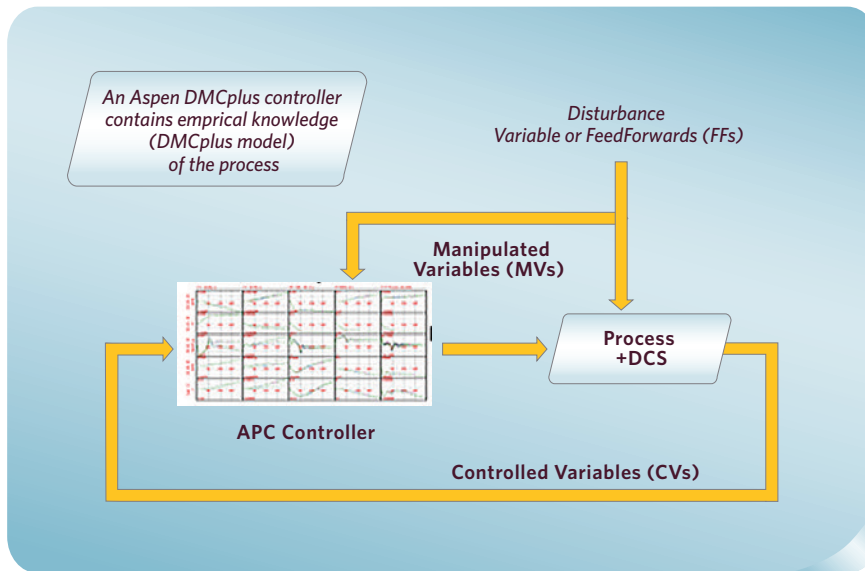 An Aspen DMCplus controller
contains emprical knowledge
(DMCplus model)
of the process
Disturbance
Variable or FeedForwards (FFs)
Manipulated
Variables (MVs)
Process
+DCS
APC Controller
Controlled Variables (CVs)